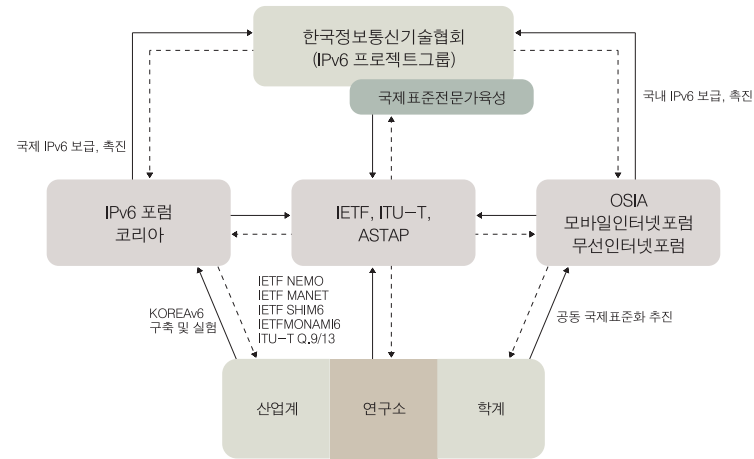 한국정보통신기술협회
(IPv6 프로젝트그룹)
국제표준전문가육성
국제 IPv6 보급, 촉진
국내 IPv6 보급, 촉진
IPv6 포럼
코리아
IETF, ITU-T,
ASTAP
OSIA
모바일인터넷포럼
무선인터넷포럼
KOREAv6
구축 및 실험
IETF NEMO
IETF MANET
IETF SHIM6
IETFMONAMI6
ITU-T Q.9/13
공동 국제표준화 추진
산업계
연구소
학계